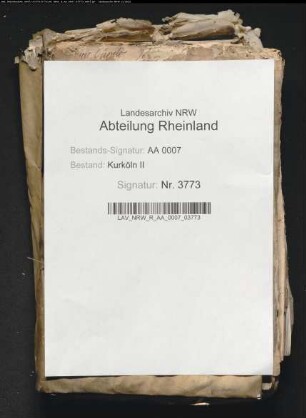 Landesarchiv NRW
Abteilung Rheinland
Bestands-Signatur: AA 0007
Bestand: Kurköln II
Signatur: Nr. 3773
LAV_NRW_R_AA_0007_03773